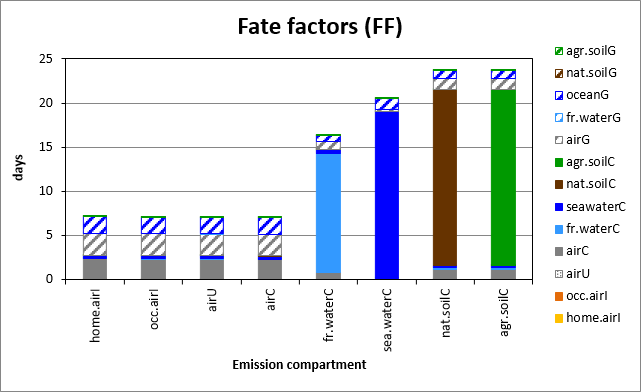 Fate factors (FF)
25
20
15
10
5
0
days
home.airI
occ.airI
airU
airC
fr.waterC
sea.waterC
nat.soilC
agr.soilC
Emission compartment
agr.soilG
nat.soilG
oceanG
fr.waterG
airG
agr.soilC
nat.soilC
seawaterC
fr.waterC
airC
airU
occ.airI
home.airI